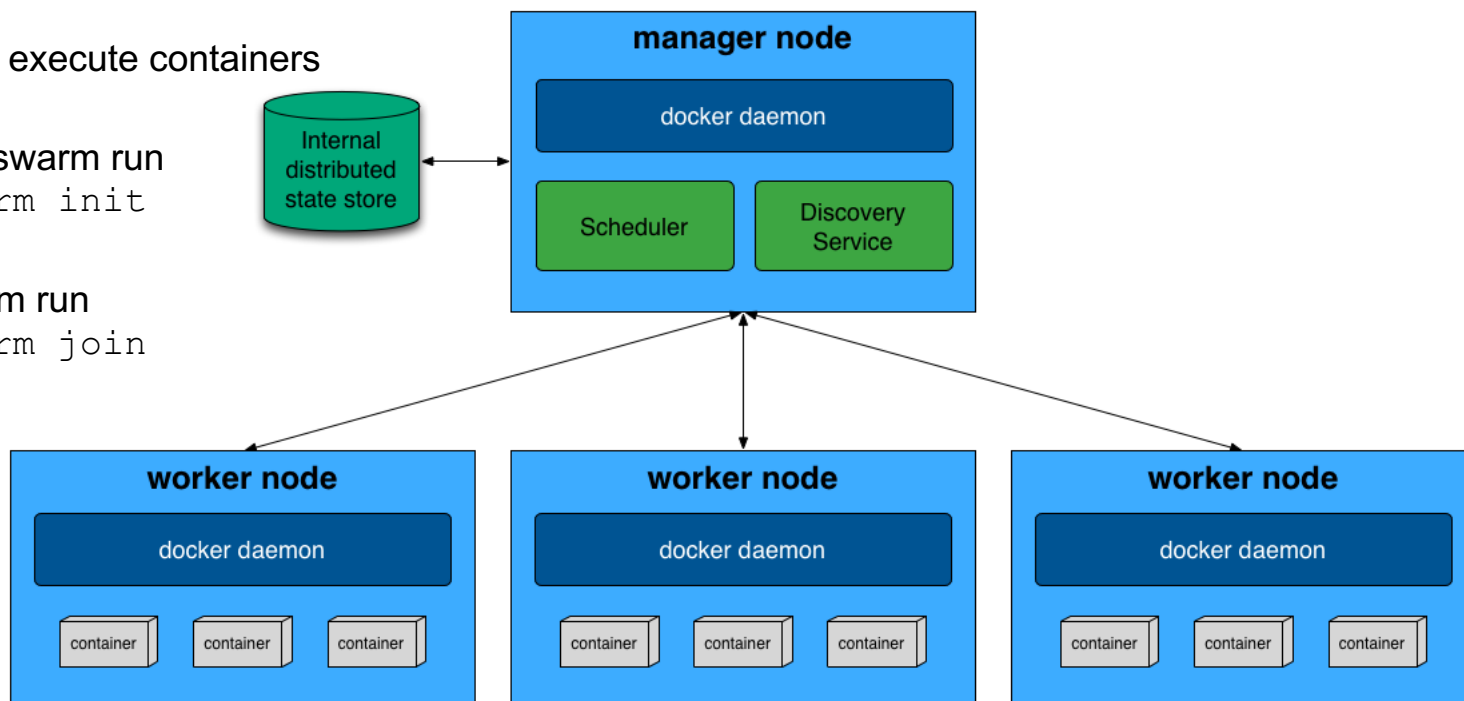 execute containers
swarm run
rm init
m run
rm join
Internal
distributed
state store
manager node
docker daemon
Scheduler
Discovery
Service
worker node
docker daemon
container
container
container
worker node
docker daemon
container
container
container
worker node
docker daemon
container
container
container